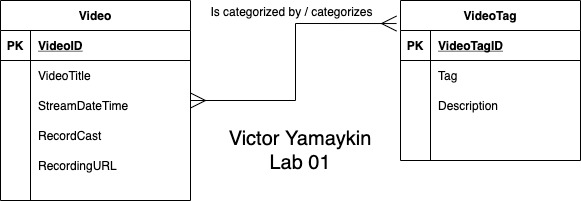 Video
PK VideoID
VideoTitle
StreamDateTime
RecordCast
RecordingURL
Is categorized by / categorizes
VideoTag
PK VideoTagID
Tag
Description
Victor Yamaykin
Lab 01